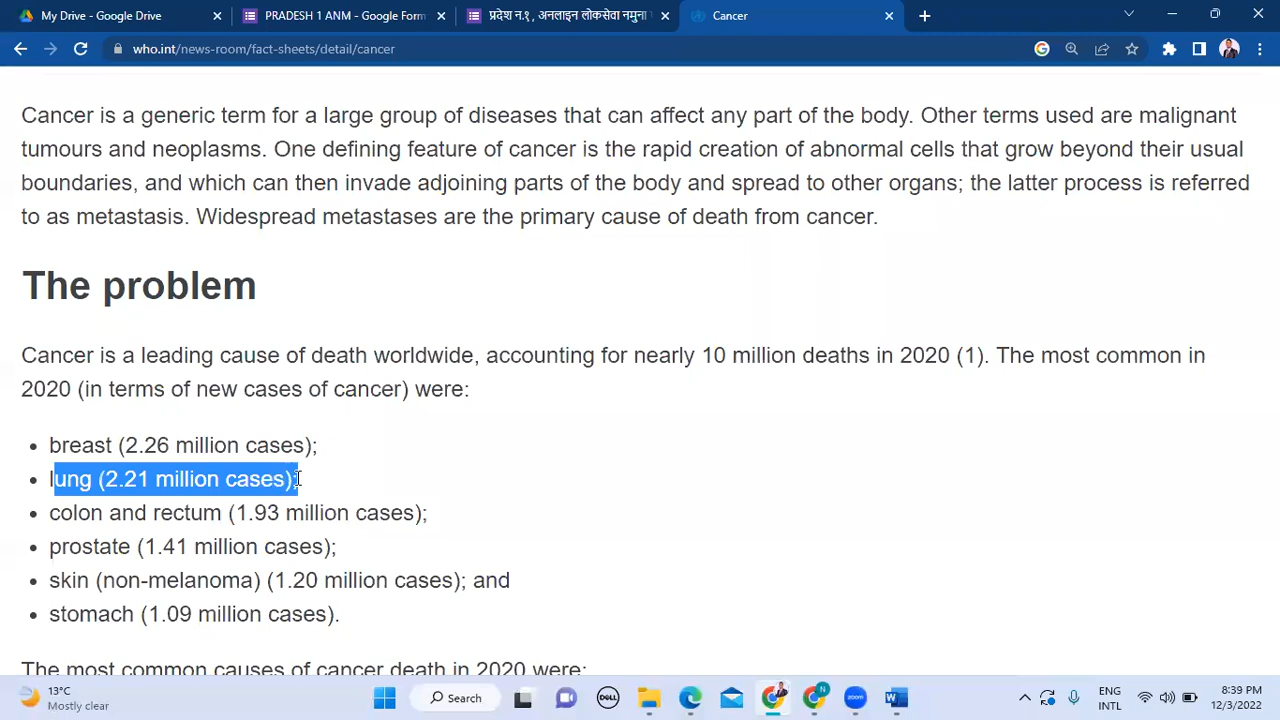 My Drive - Google Drive
PRADESH 1 ANM - Google Form
प्रदेश न.१ , अनलाइन लोकसेवा नमुना
Cancer
who.int/news-room/fact-sheets/detail/cancer
Cancer is a generic term for a large group of diseases that can affect any part of the body. Other terms used are malignant
tumours and neoplasms. One defining feature of cancer is the rapid creation of abnormal cells that grow beyond their usual
boundaries, and which can then invade adjoining parts of the body and spread to other organs; the latter process is referred
to as metastasis. Widespread metastases are the primary cause of death from cancer.
The problem
Cancer is a leading cause of death worldwide, accounting for nearly 10 million deaths in 2020 (1). The most common in
2020 (in terms of new cases of cancer) were:
• breast (2.26 million cases);
• lung (2.21 million cases);
• colon and rectum (1.93 million cases);
• prostate (1.41 million cases);
• skin (non-melanoma) (1.20 million cases); and
• stomach (1.09 million cases).
The most common causes of cancer death in 2020 were:
13°C
Mostly clear
Search
DELL
N
zoom
W
ENG
INTL
8:39 PM
12/3/2022